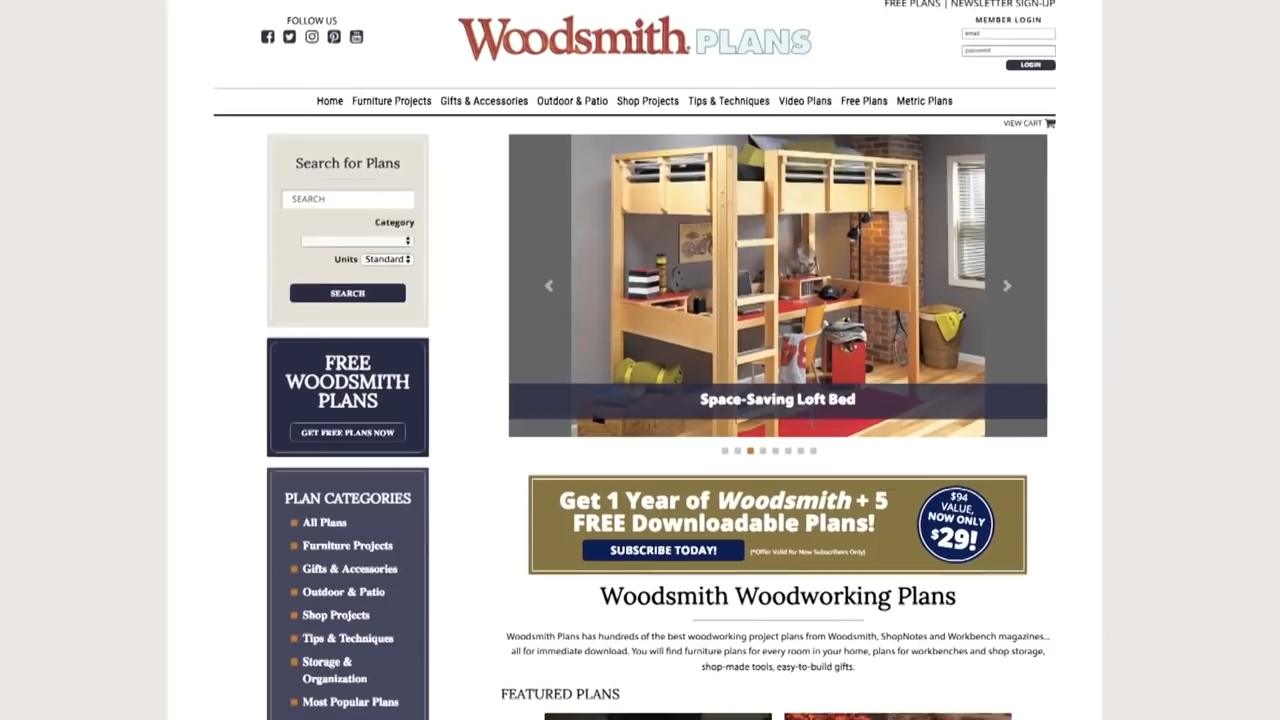 FREE PLANS | NEWSLETTER SIGN-UP
FOLLOW US
Woodsmith PLANS
MEMBER LOGIN
email
password
LOGIN
Home Furniture Projects Gifts & Accessories Outdoor & Patio Shop Projects Tips & Techniques Video Plans Free Plans Metric Plans
VIEW CART
Search for Plans
SEARCH
Category
Units Standard
SEARCH
FREE
WOODSMITH
PLANS
GET FREE PLANS NOW
PLAN CATEGORIES
All Plans
Furniture Projects
Gifts & Accessories
Outdoor & Patio
Shop Projects
Tips & Techniques
Storage &
Organization
Most Popular Plans
Space-Saving Loft Bed
Get 1 Year of Woodsmith + 5
FREE Downloadable Plans!
SUBSCRIBE TODAY!
(*Offer Valid for New Subscribers Only)
$94
VALUE,
NOW ONLY
$29!
Woodsmith Woodworking Plans
Woodsmith Plans has hundreds of the best woodworking project plans from Woodsmith, ShopNotes and Workbench magazines...
all for immediate download. You will find furniture plans for every room in your home, plans for workbenches and shop storage,
shop-made tools, easy-to-build gifts.
FEATURED PLANS